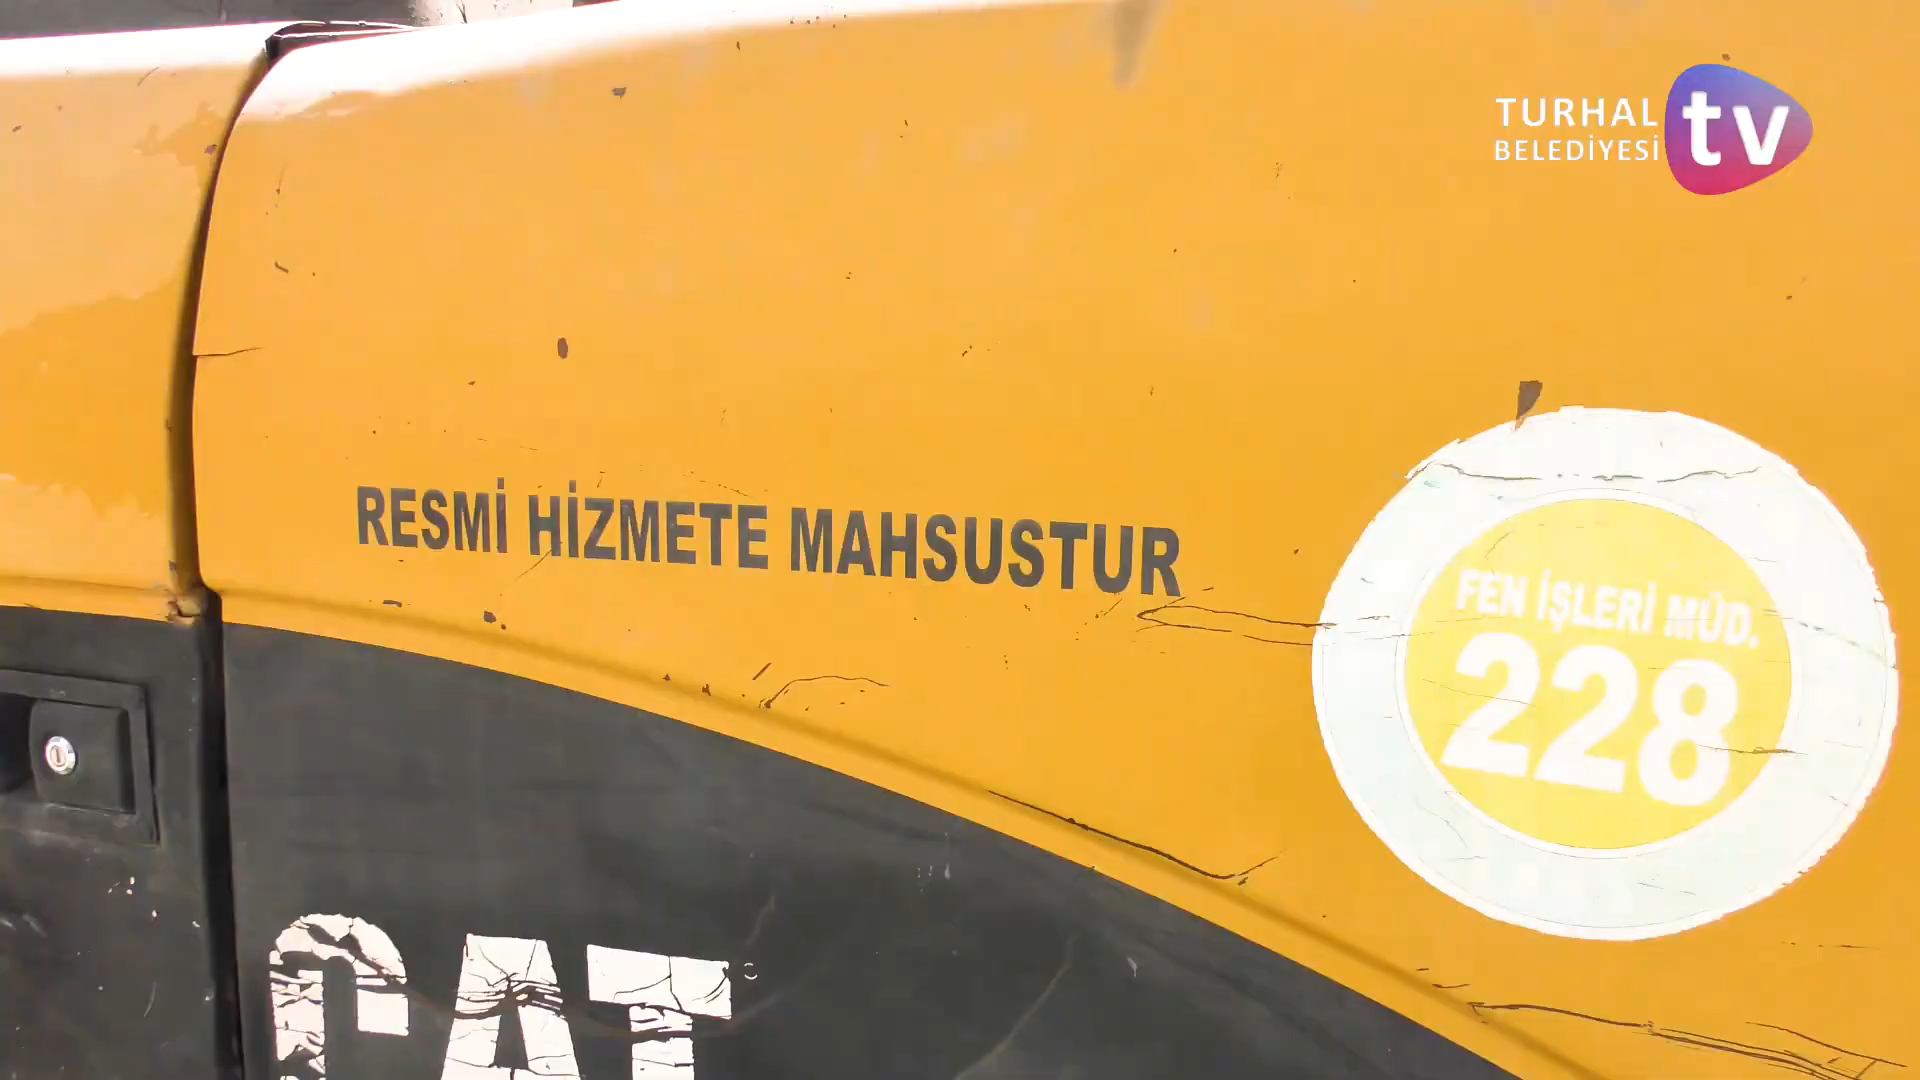 TURHAL
BELEDİYESİ
tv
RESMİ HİZMETE MAHSUSTUR
FEN İŞLERİ MÜD.
228
CAT